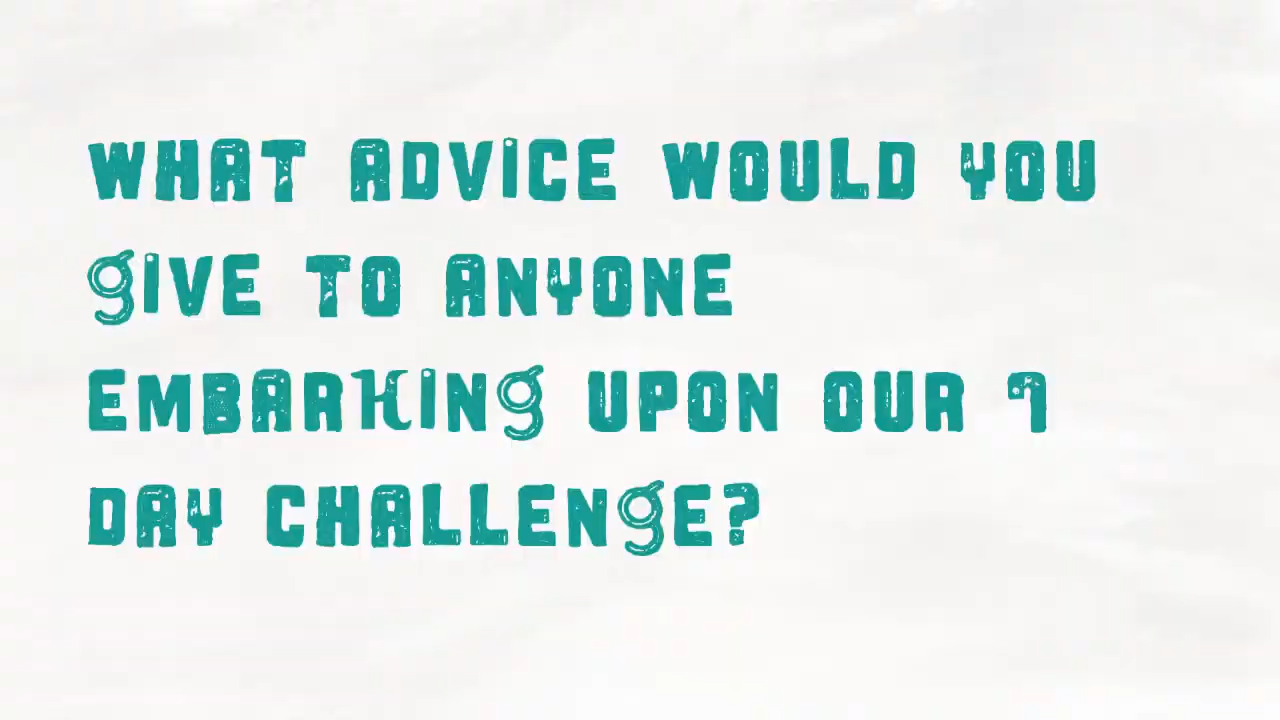 WHAT ADVICE WOULD YOU
GIVE TO ANYONE
EMBARKING UPON OUR 7
DAY CHALLENGE?